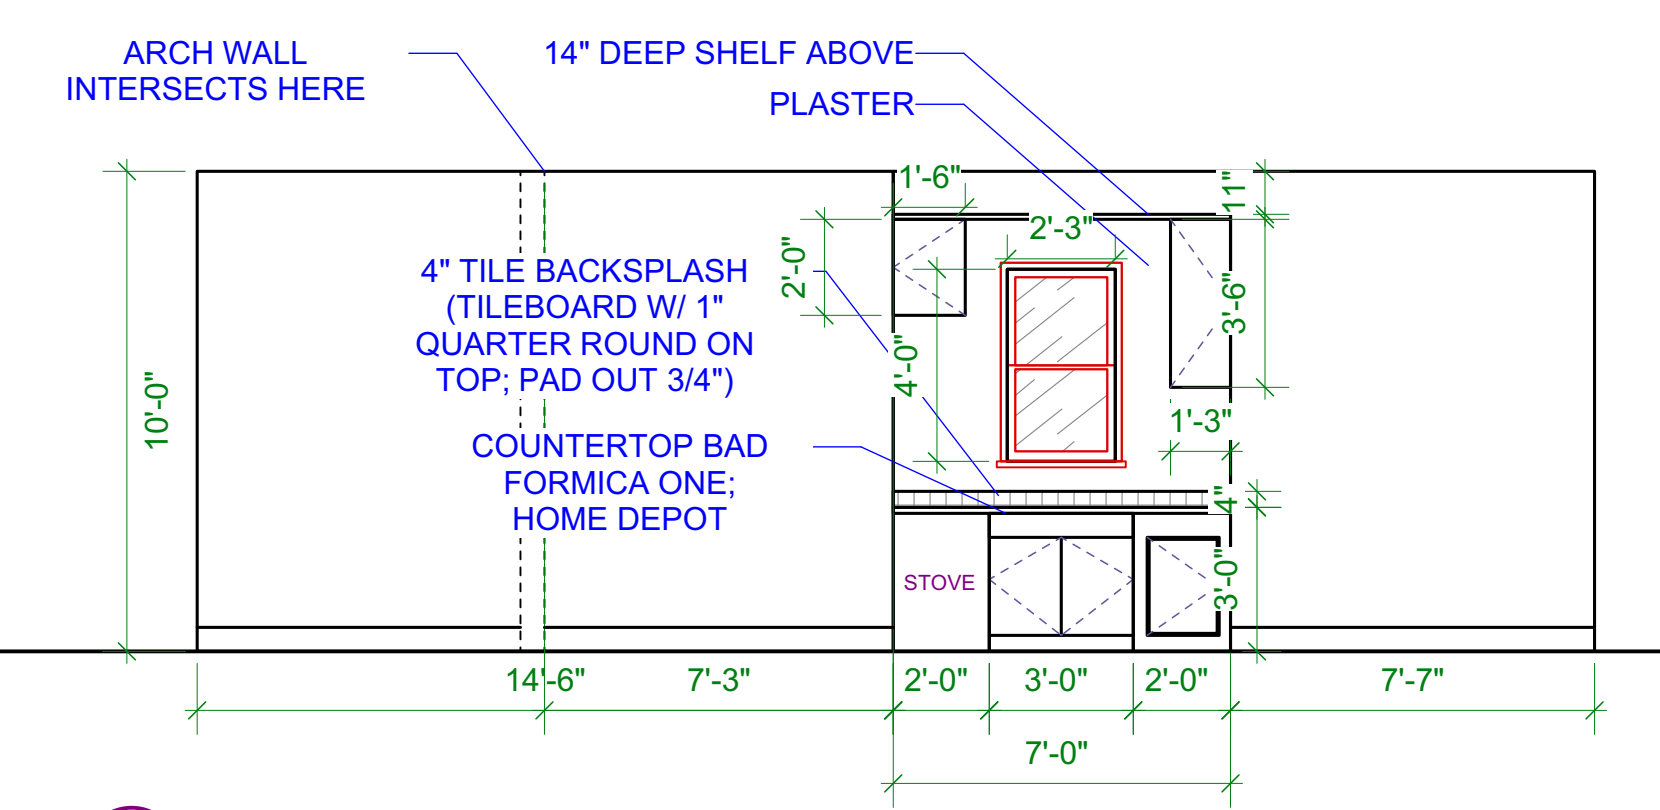 ARCH WALL
INTERSECTS HERE
14" DEEP SHELF ABOVE
PLASTER
1'-6"
11"
2'-3"
2'-0"
4" TILE BACKSPLASH
(TILEBOARD W/ 1"
QUARTER ROUND ON
TOP; PAD OUT 3/4")
3'-6"
4'-0"
10'-0"
1'-3"
COUNTERTOP BAD
FORMICA ONE;
HOME DEPOT
4"
STOVE
3'-0"
14'-6"
7'-3"
2'-0"
3'-0"
2'-0"
7'-7"
7'-0"